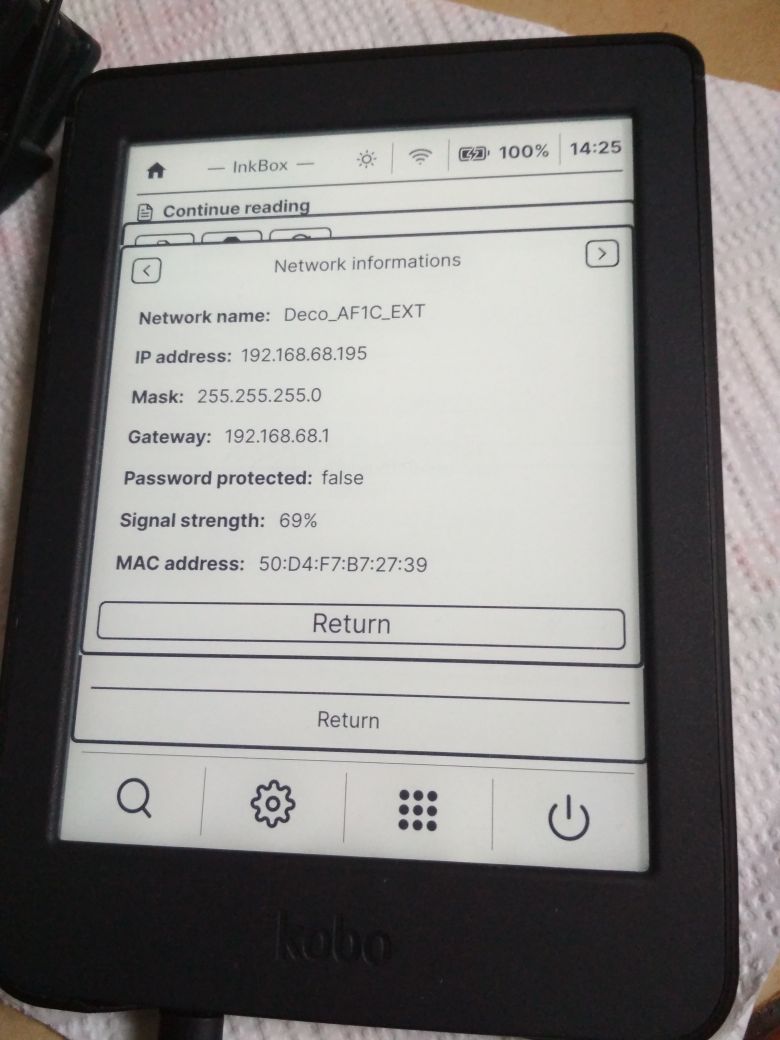 — InkBox —
100%
14:25
Continue reading
Network informations
Network name: Deco_AF1C_EXT
IP address: 192.168.68.195
Mask: 255.255.255.0
Gateway: 192.168.68.1
Password protected: false
Signal strength: 69%
MAC address: 50:D4:F7:B7:27:39
Return
Return
kobo